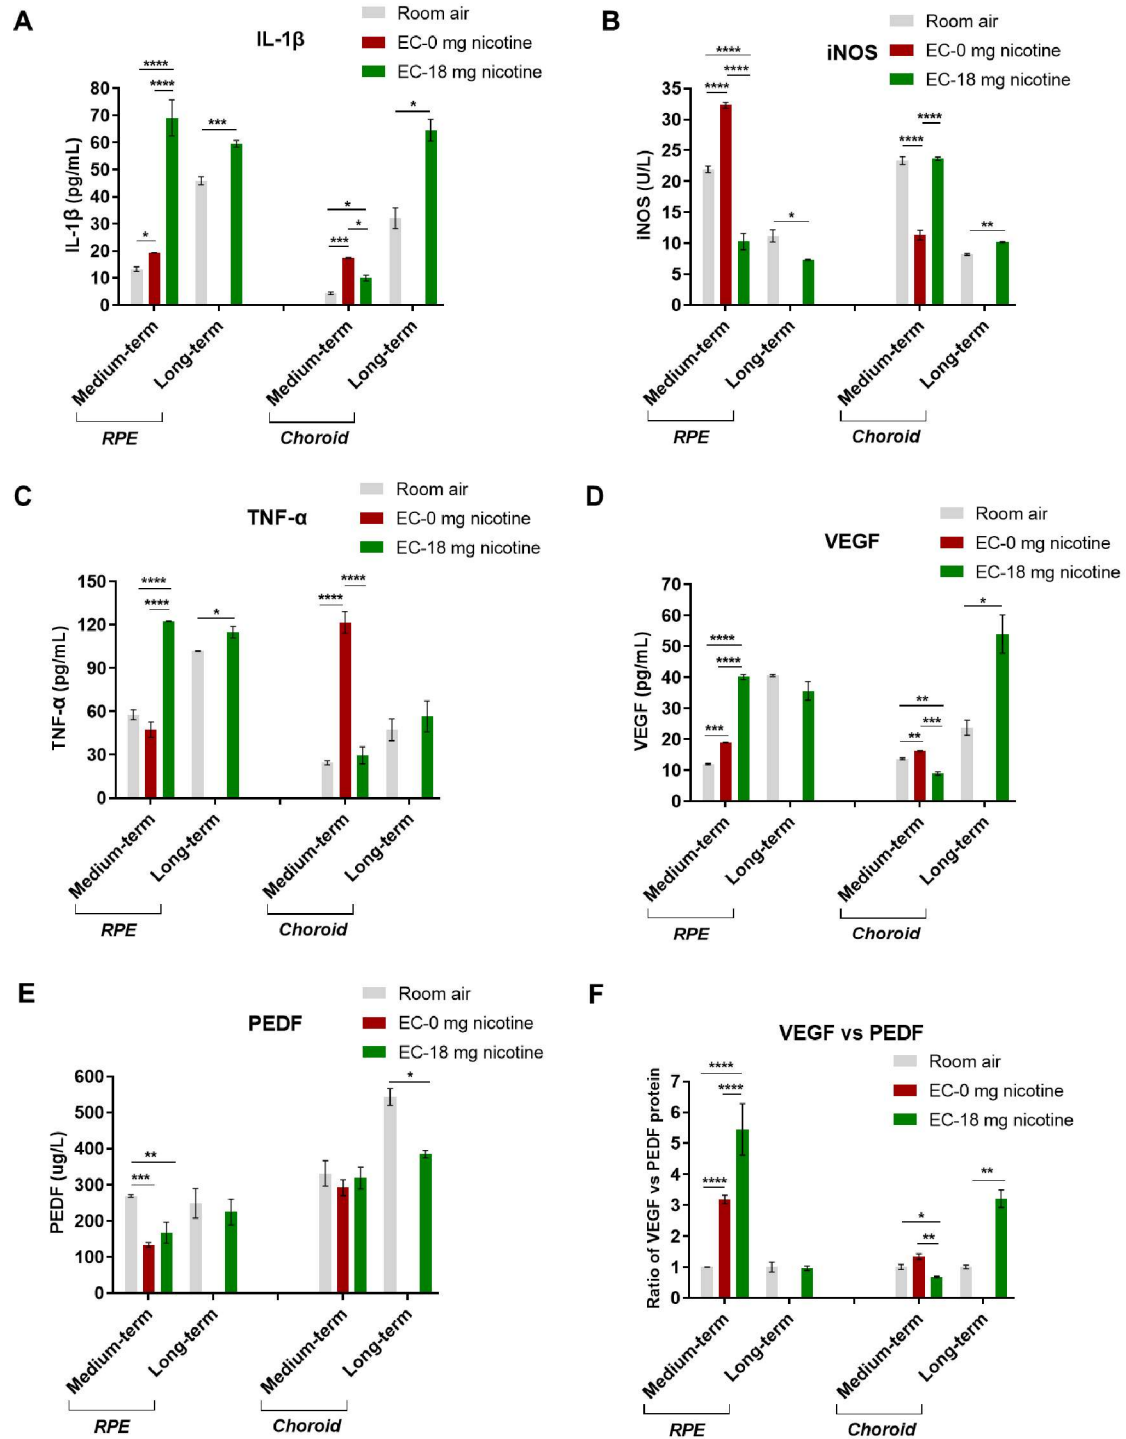 A
IL-1β
Room air
EC-0 mg nicotine
EC-18 mg nicotine
IL-1β (pg/mL)
80
70
60
50
40
30
20
10
0
****
****
*
***
*
*
***
*
Medium-term
Long-term
Medium-term
Long-term
RPE
Choroid
B
iNOS
Room air
EC-0 mg nicotine
EC-18 mg nicotine
iNOS (U/L)
35
30
25
20
15
10
5
0
****
****
****
*
****
****
**
Medium-term
Long-term
Medium-term
Long-term
RPE
Choroid
C
TNF-α
Room air
EC-0 mg nicotine
EC-18 mg nicotine
TNF-α (pg/mL)
150
120
90
60
30
0
****
****
*
****
****
Medium-term
Long-term
Medium-term
Long-term
RPE
Choroid
D
VEGF
Room air
EC-0 mg nicotine
EC-18 mg nicotine
VEGF (pg/mL)
70
60
50
40
30
20
10
0
****
****
***
**
***
**
*
Medium-term
Long-term
Medium-term
Long-term
RPE
Choroid
E
PEDF
Room air
EC-0 mg nicotine
EC-18 mg nicotine
PEDF (ug/L)
600
500
400
300
200
100
0
**
***
*
Medium-term
Long-term
Medium-term
Long-term
RPE
Choroid
F
VEGF vs PEDF
Room air
EC-0 mg nicotine
EC-18 mg nicotine
Ratio of VEGF vs PEDF protein
7
6
5
4
3
2
1
0
****
****
****
*
**
**
Medium-term
Long-term
Medium-term
Long-term
RPE
Choroid